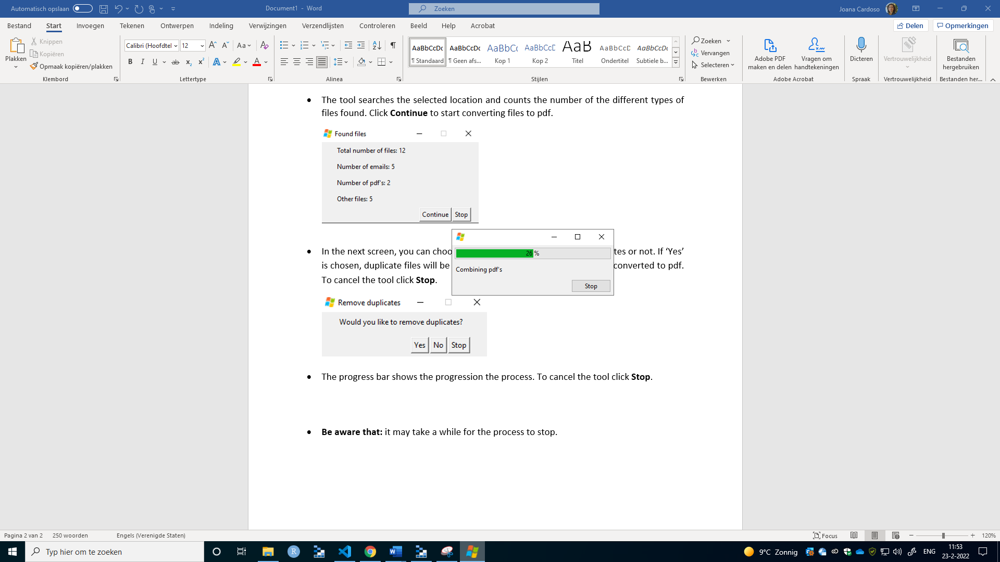 Automatisch opslaan
Document1 - Word
Zoeken
Joana Cardoso
Bestand Start Invoegen Tekenen Ontwerpen Indeling Verwijzingen Verzendlijsten Controleren Beeld Help Acrobat
Delen Opmerkingen
Plakken
Knippen
Kopiëren
Opmaak kopiëren/plakken
Klembord
Calibri (Hoofdtel 12
Lettertype
Alinea
AaBbCcDc AaBbCcDc AaBbCc AaBbCcD AaB AaBbCcD AaBbCcDc
¶ Standaard ¶ Geen afs... Kop 1 Kop 2 Titel Ondertitel Subtiele b...
Stijlen
Zoeken
Vervangen
Selecteren
Bewerken
Adobe PDF
maken en delen
Vragen om
handtekeningen
Adobe Acrobat
Dicteren
Spraak
Vertrouwelijkheid
Vertrouwelijkheid
Bestanden
hergebruiken
Bestanden her...
• The tool searches the selected location and counts the number of the different types of
files found. Click Continue to start converting files to pdf.
Found files
Total number of files: 12
Number of emails: 5
Number of pdf's: 2
Other files: 5
Continue Stop
26 %
Combining pdf's
Stop
• In the next screen, you can choo tes or not. If ‘Yes’
is chosen, duplicate files will be converted to pdf.
To cancel the tool click Stop.
Remove duplicates
Would you like to remove duplicates?
Yes No Stop
• The progress bar shows the progression the process. To cancel the tool click Stop.
• Be aware that: it may take a while for the process to stop.
Pagina 2 van 2 250 woorden Engels (Verenigde Staten)
Focus
120%
Typ hier om te zoeken
9°C Zonnig
ENG
11:53
23-2-2022